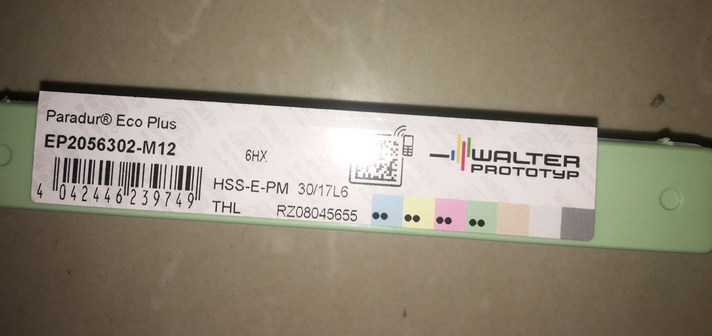 Paradur® Eco Plus
EP2056302-M12
6HX
4 042446 239749
HSS-E-PM 30/17L6
THL RZ08045655
WALTER
PROTOTYP